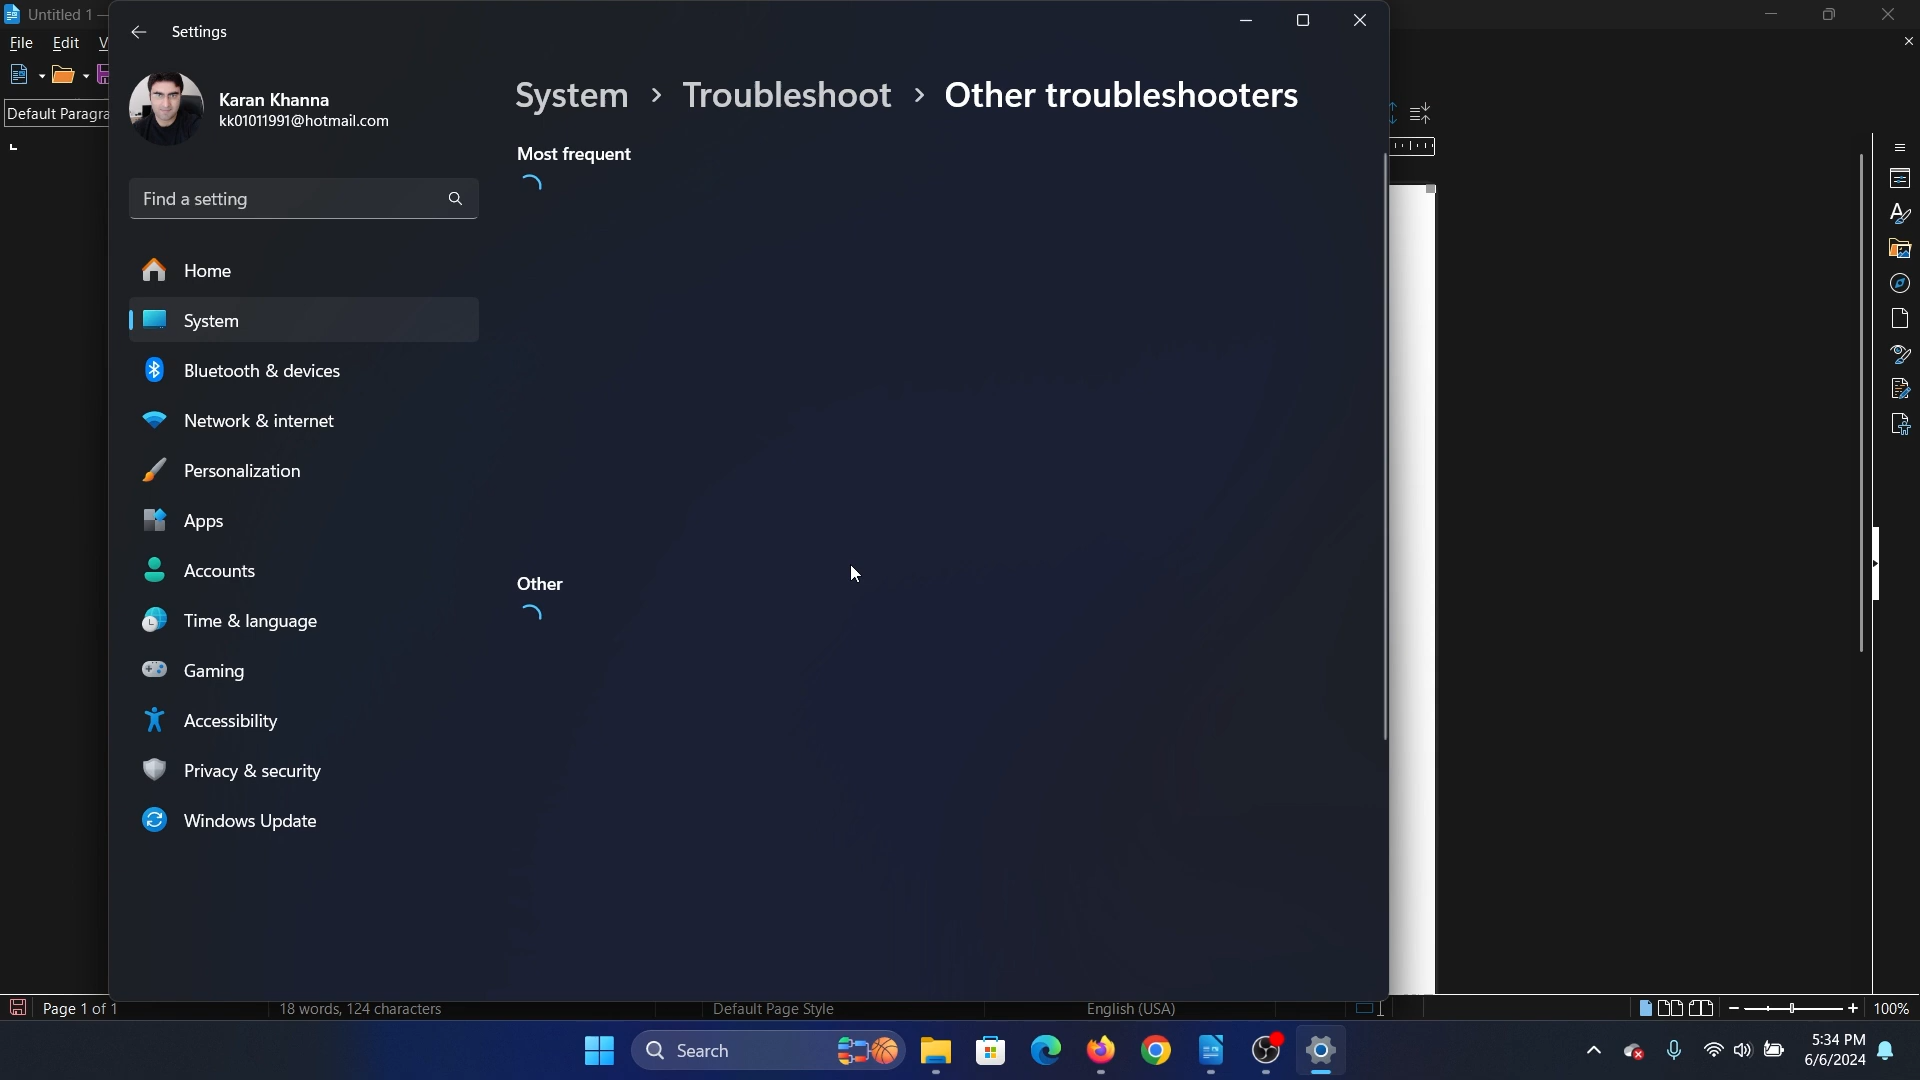 Untitled 1 —
Settings
File Edit V
Karan Khanna
kk01011991@hotmail.com
System > Troubleshoot > Other troubleshooters
Default Paragra
Most frequent
Find a setting
Home
System
Bluetooth & devices
Network & internet
Personalization
Apps
Accounts
Other
Time & language
Gaming
Accessibility
Privacy & security
Windows Update
Page 1 of 1 18 words, 124 characters Default Page Style English (USA) 100%
Search
5:34 PM
6/6/2024